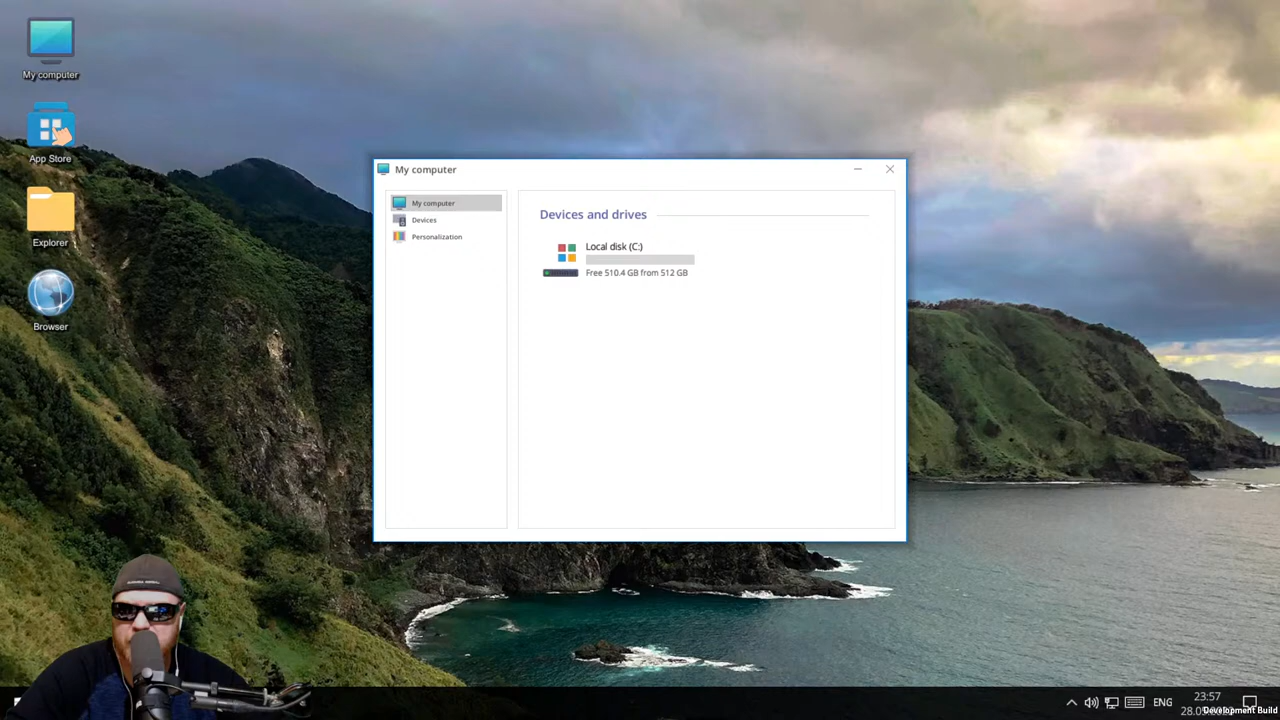 My computer
App Store
Explorer
Browser
My computer
My computer
Devices
Personalization
Devices and drives
Local disk (C:)
Free 510.4 GB from 512 GB
ENG
23:57
28.05
Development Build